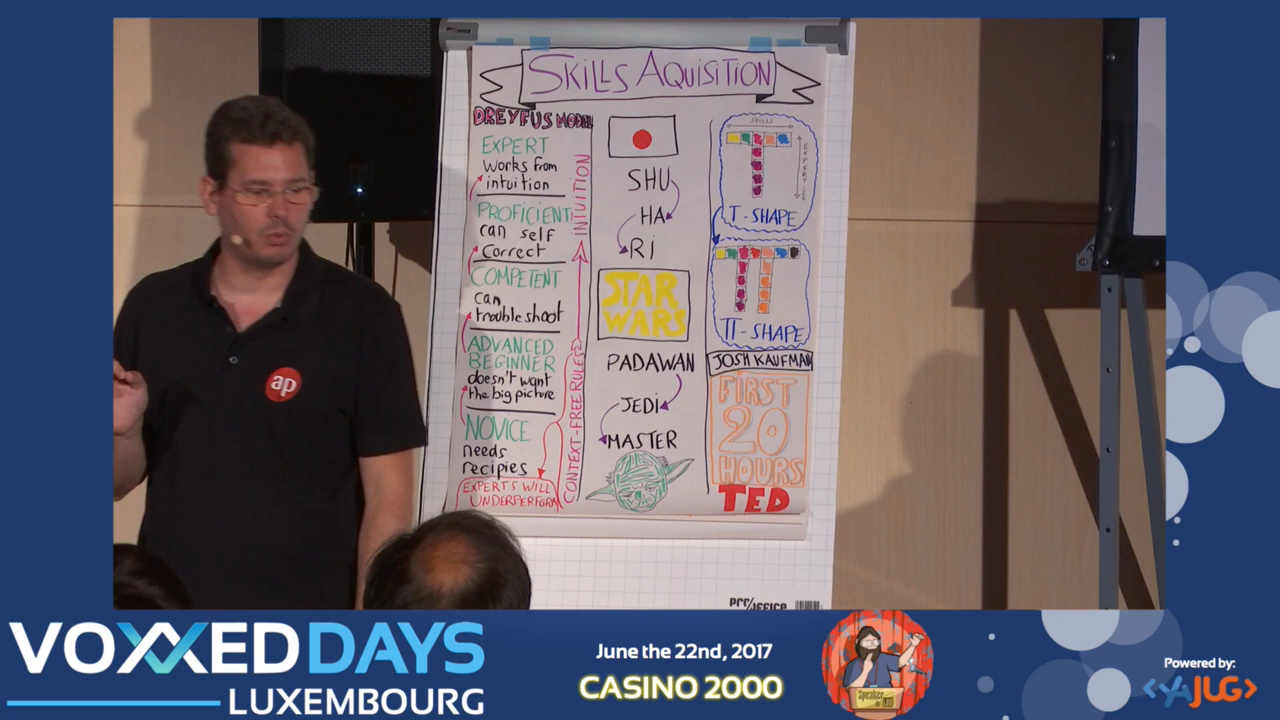 SKILLS AQUISITION
DREYFUS MODEL
EXPERT
works from
intuition
PROFICIENT
can self
correct
COMPETENT
can
troubleshoot
ADVANCED
BEGINNER
doesn't want
the big picture
NOVICE
needs
recipies
EXPERTS WILL
UNDERPERFORM
CONTEXT-FREE RULES
INTUITION
SHU
HA
RI
STAR
WARS
PADAWAN
JEDI
MASTER
SKILLS
EXPERTISE
T
T-SHAPE
TT
TT-SHAPE
JOSH KAUFMAN
FIRST
20
HOURS
TED
ap
VOXXED DAYS
LUXEMBOURG
June the 22nd, 2017
CASINO 2000
Powered by:
<YAJUG>